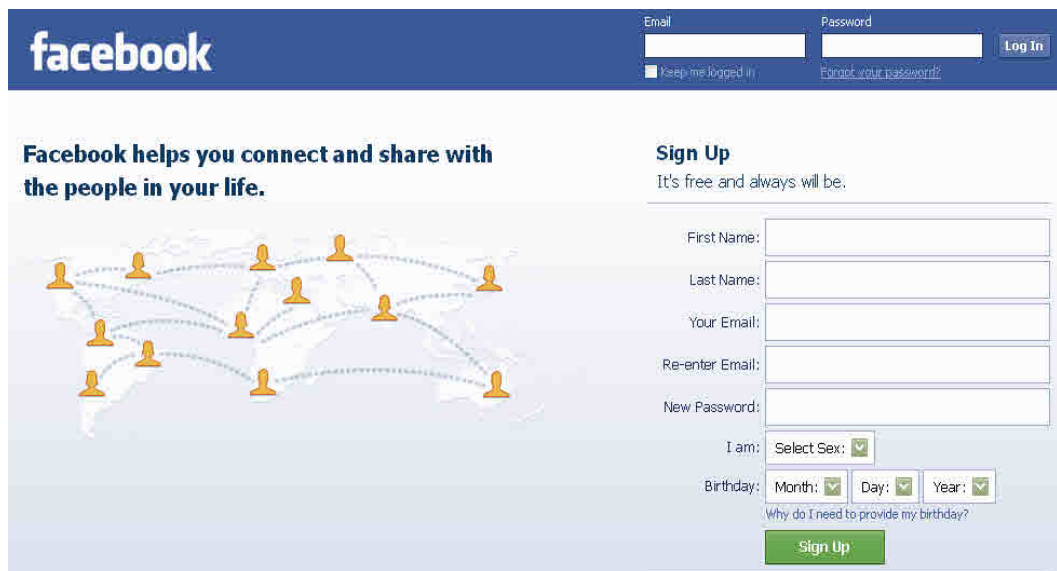 facebook
Email
Password
Log In
Keep me logged in
Forgot your password?
Facebook helps you connect and share with
the people in your life.
Sign Up
It's free and always will be.
First Name:
Last Name:
Your Email:
Re-enter Email:
New Password:
I am: Select Sex:
Birthday: Month: Day: Year:
Why do I need to provide my birthday?
Sign Up